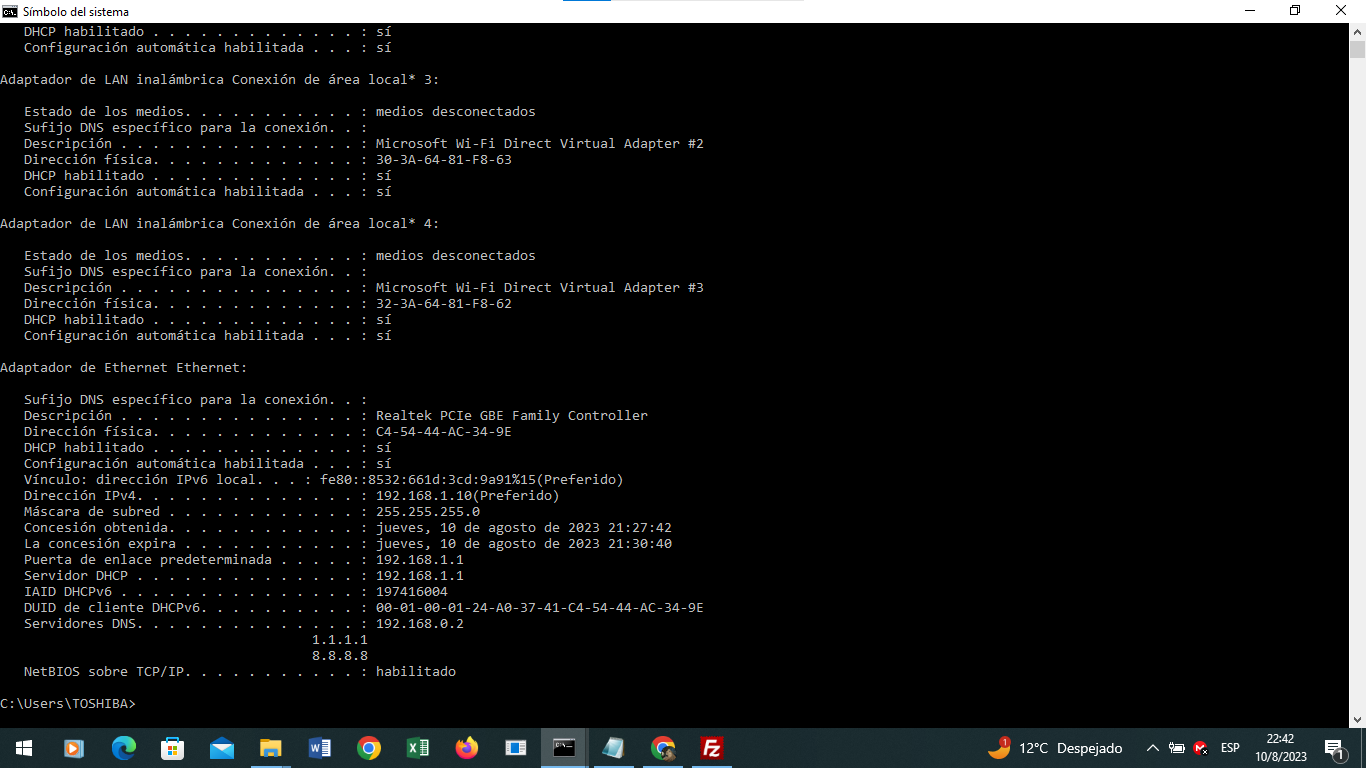 Símbolo del sistema
DHCP habilitado . . . . . . . . . . . . . : sí
Configuración automática habilitada . . . : sí
Adaptador de LAN inalámbrica Conexión de área local* 3:
Estado de los medios. . . . . . . . . . . : medios desconectados
Sufijo DNS específico para la conexión. . :
Descripción . . . . . . . . . . . . . . . : Microsoft Wi-Fi Direct Virtual Adapter #2
Dirección física. . . . . . . . . . . . . : 30-3A-64-81-F8-63
DHCP habilitado . . . . . . . . . . . . . : sí
Configuración automática habilitada . . . : sí
Adaptador de LAN inalámbrica Conexión de área local* 4:
Estado de los medios. . . . . . . . . . . : medios desconectados
Sufijo DNS específico para la conexión. . :
Descripción . . . . . . . . . . . . . . . : Microsoft Wi-Fi Direct Virtual Adapter #3
Dirección física. . . . . . . . . . . . . : 32-3A-64-81-F8-62
DHCP habilitado . . . . . . . . . . . . . : sí
Configuración automática habilitada . . . : sí
Adaptador de Ethernet Ethernet:
Sufijo DNS específico para la conexión. . :
Descripción . . . . . . . . . . . . . . . : Realtek PCIe GBE Family Controller
Dirección física. . . . . . . . . . . . . : C4-54-44-AC-34-9E
DHCP habilitado . . . . . . . . . . . . . : sí
Configuración automática habilitada . . . : sí
Vínculo: dirección IPv6 local. . . : fe80::8532:661d:3cd:9a91%15(Preferido)
Dirección IPv4. . . . . . . . . . . . . . : 192.168.1.10(Preferido)
Máscara de subred . . . . . . . . . . . . : 255.255.255.0
Concesión obtenida. . . . . . . . . . . . : jueves, 10 de agosto de 2023 21:27:42
La concesión expira . . . . . . . . . . . : jueves, 10 de agosto de 2023 21:30:40
Puerta de enlace predeterminada . . . . . : 192.168.1.1
Servidor DHCP . . . . . . . . . . . . . . : 192.168.1.1
IAID DHCPv6 . . . . . . . . . . . . . . . : 197416004
DUID de cliente DHCPv6. . . . . . . . . . : 00-01-00-01-24-A0-37-41-C4-54-44-AC-34-9E
Servidores DNS. . . . . . . . . . . . . . : 192.168.0.2
1.1.1.1
8.8.8.8
NetBIOS sobre TCP/IP. . . . . . . . . . . : habilitado
C:\Users\TOSHIBA>
1 12°C Despejado ESP 22:42
10/8/2023 1